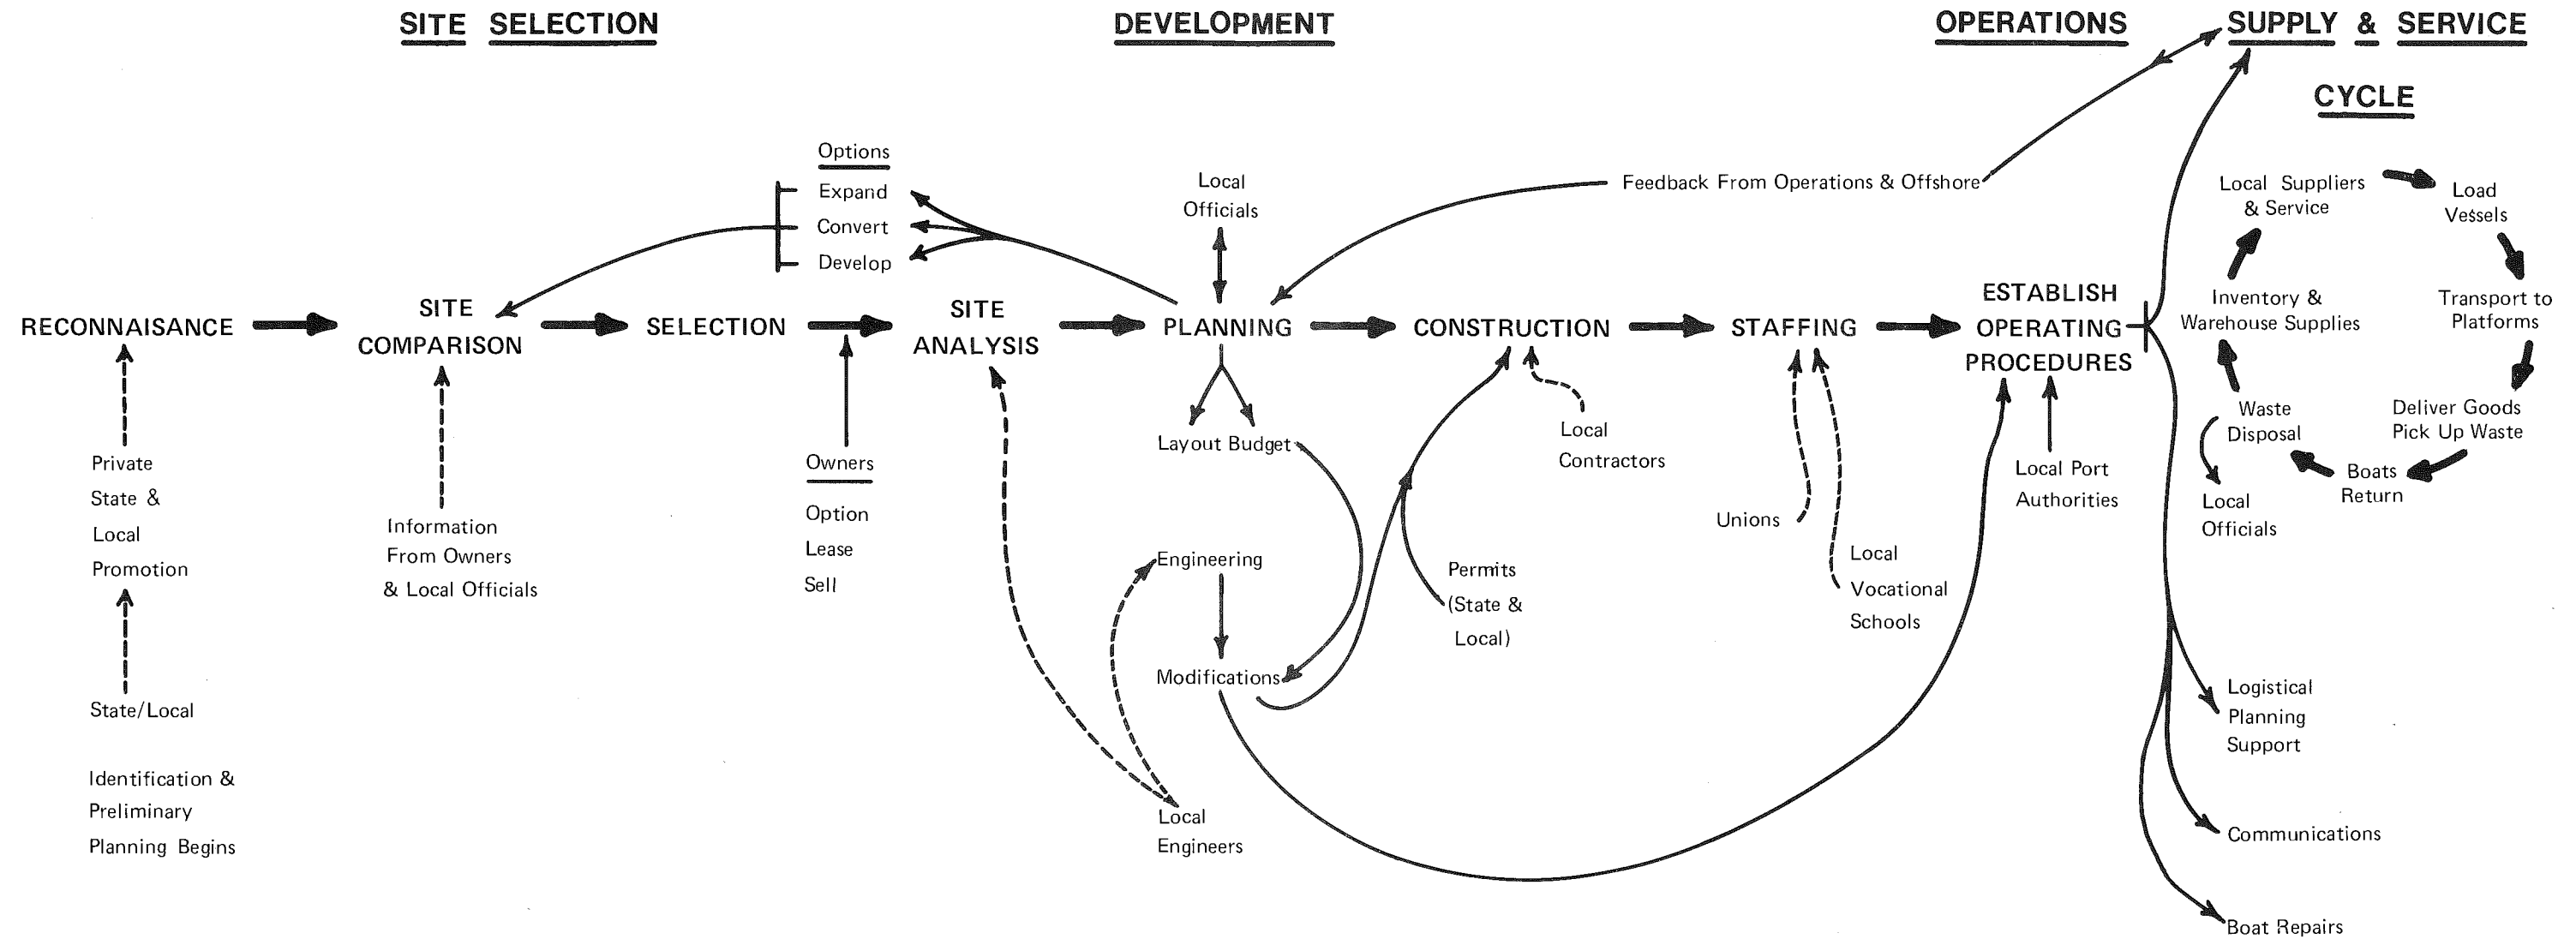 SITE SELECTION
DEVELOPMENT
OPERATIONS
SUPPLY & SERVICE
CYCLE
Options
Expand
Convert
Develop
Local
Officials
Feedback From Operations & Offshore
RECONNAISANCE
SITE
COMPARISON
SELECTION
SITE
ANALYSIS
PLANNING
CONSTRUCTION
STAFFING
ESTABLISH
OPERATING
PROCEDURES
Private
State &
Local
Promotion
State/Local
Identification &
Preliminary
Planning Begins
Information
From Owners
& Local Officials
Owners
Option
Lease
Sell
Layout Budget
Engineering
Modifications
Local
Engineers
Permits
(State &
Local)
Local
Contractors
Unions
Local
Vocational
Schools
Local Port
Authorities
Local Suppliers
& Service
Load
Vessels
Transport to
Platforms
Deliver Goods
Pick Up Waste
Boats
Return
Waste
Disposal
Local
Officials
Inventory &
Warehouse Supplies
Logistical
Planning
Support
Communications
Boat Repairs